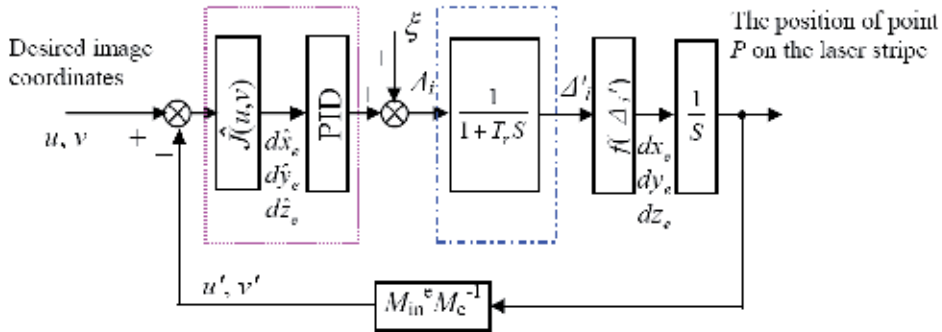 Desired image
coordinates
u, v
+
−
Ĵ(u,v)
dx̂e
dŷe
dẑe
PID
ξ
Λi
1
1 + TrS
Δ'i
f(Δi')
dxe
dye
dze
1
S
The position of point
P on the laser stripe
u', v'
Min eMc-1